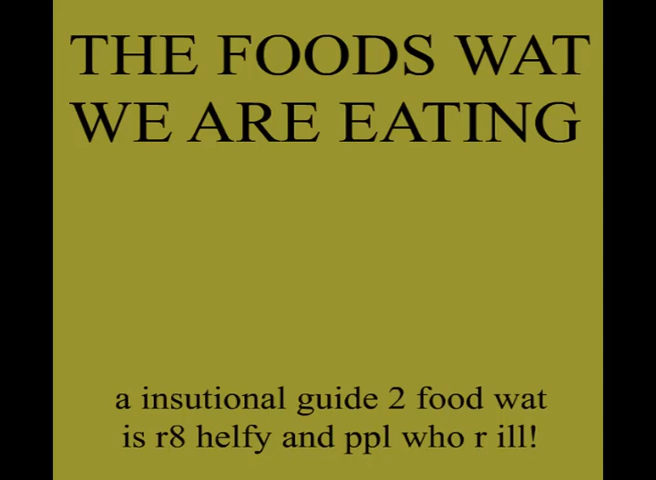 THE FOODS WAT
WE ARE EATING
a insutional guide 2 food wat
is r8 helfy and ppl who r ill!